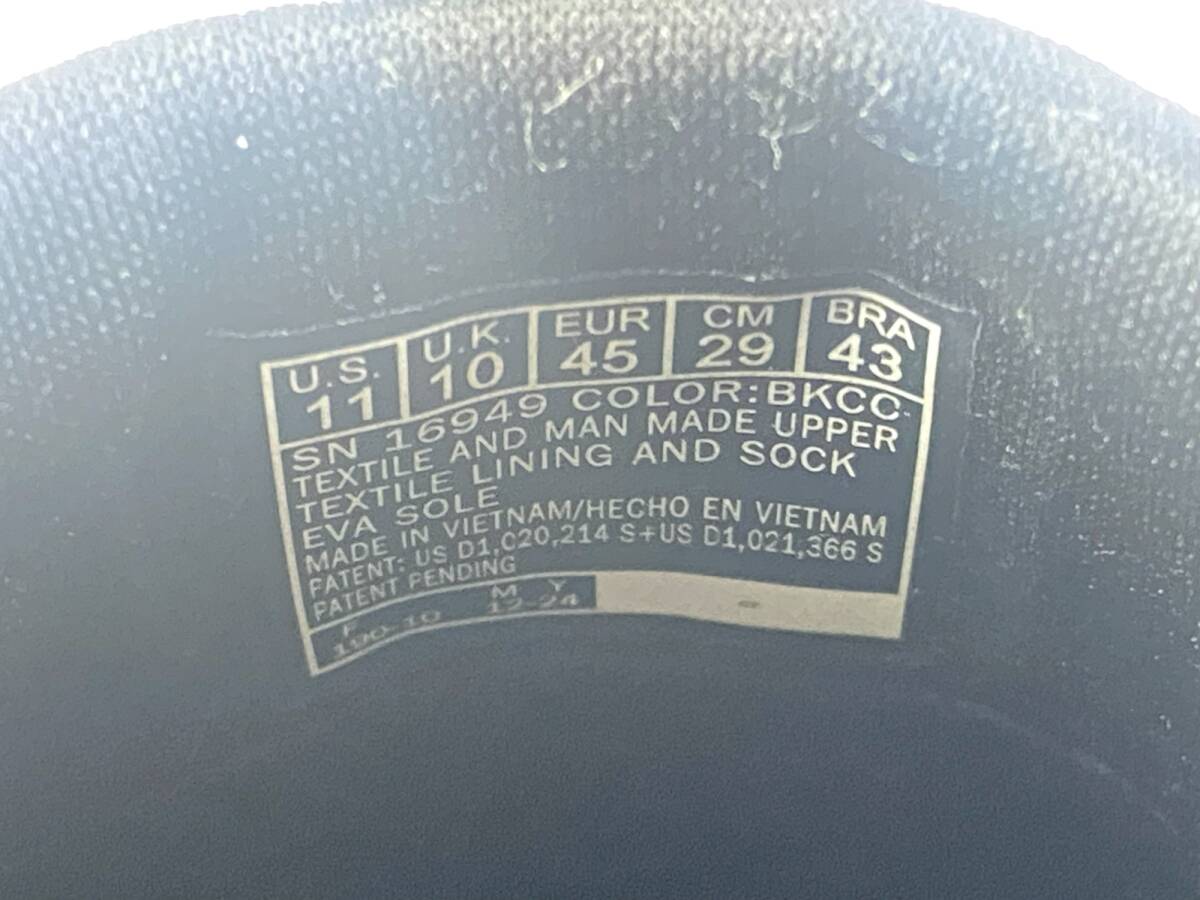 U.S. U.K. EUR CM BRA
11 10 45 29 43
SN 16949 COLOR:BKCC
TEXTILE AND MAN MADE UPPER
TEXTILE LINING AND SOCK
EVA SOLE
MADE IN VIETNAM/HECHO EN VIETNAM
PATENT: US D1,020,214 S+US D1,021,366 S
PATENT PENDING
F M Y
190-10 12-24